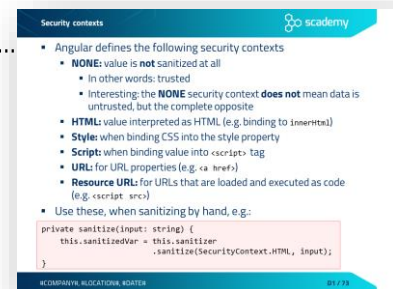 Security contexts
scademy
Angular defines the following security contexts
NONE: value is not sanitized at all
In other words: trusted
Interesting: the NONE security context does not mean data is
untrusted, but the complete opposite
HTML: value interpreted as HTML (e.g. binding to innerHtml)
Style: when binding CSS into the style property
Script: when binding value into <script> tag
URL: for URL properties (e.g. <a href>)
Resource URL: for URLs that are loaded and executed as code
(e.g. <script src>)
Use these, when sanitizing by hand, e.g.:
private sanitize(input: string) {
this.sanitizedVar = this.sanitizer
.sanitize(SecurityContext.HTML, input);
}
#COMPANY#, #LOCATION#, #DATE#
D1 / 73